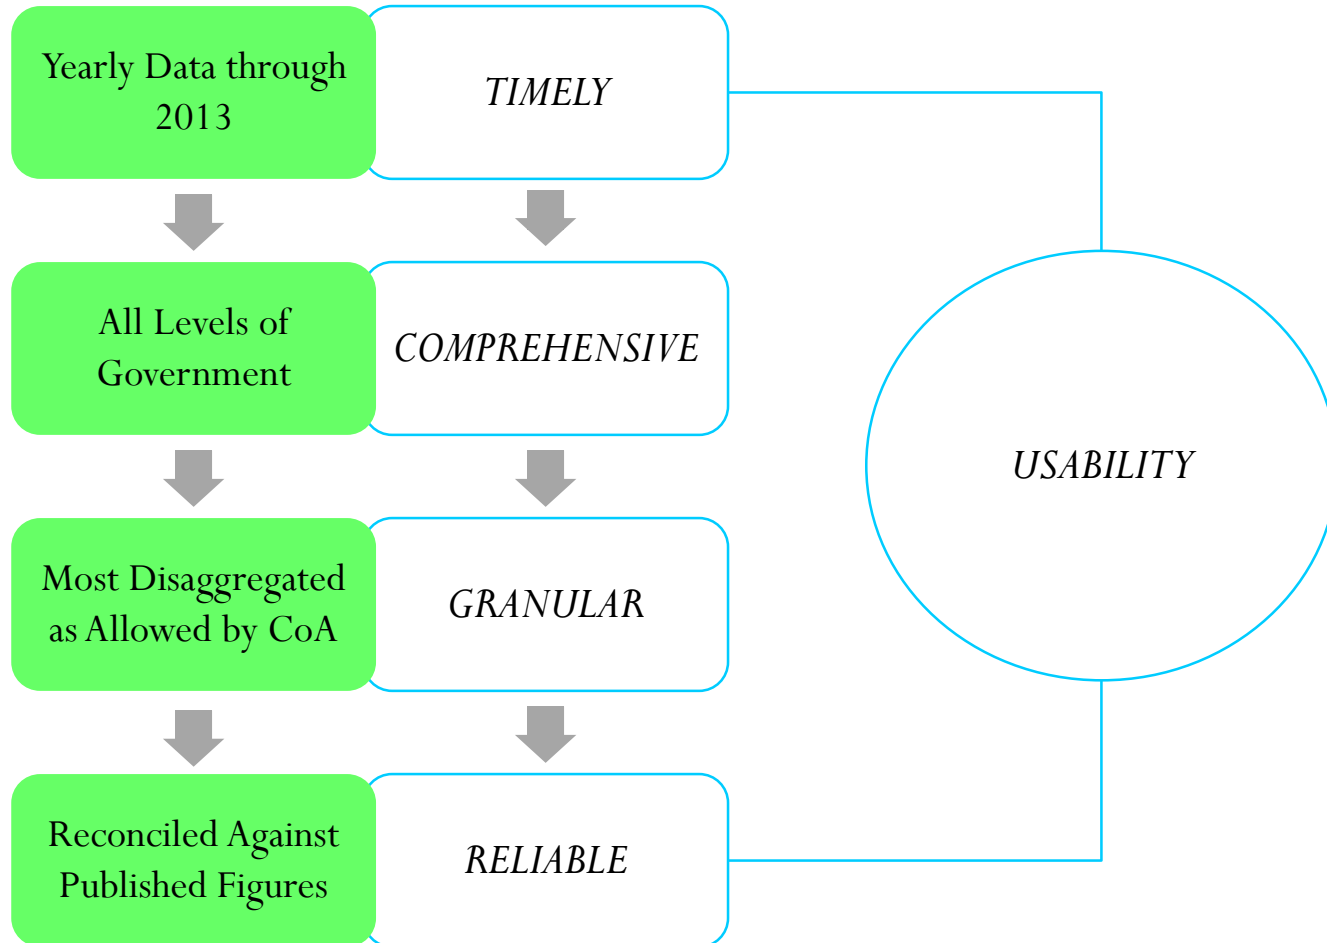 Yearly Data through
2013
TIMELY
All Levels of
Government
COMPREHENSIVE
Most Disaggregated
as Allowed by CoA
GRANULAR
Reconciled Against
Published Figures
RELIABLE
USABILITY